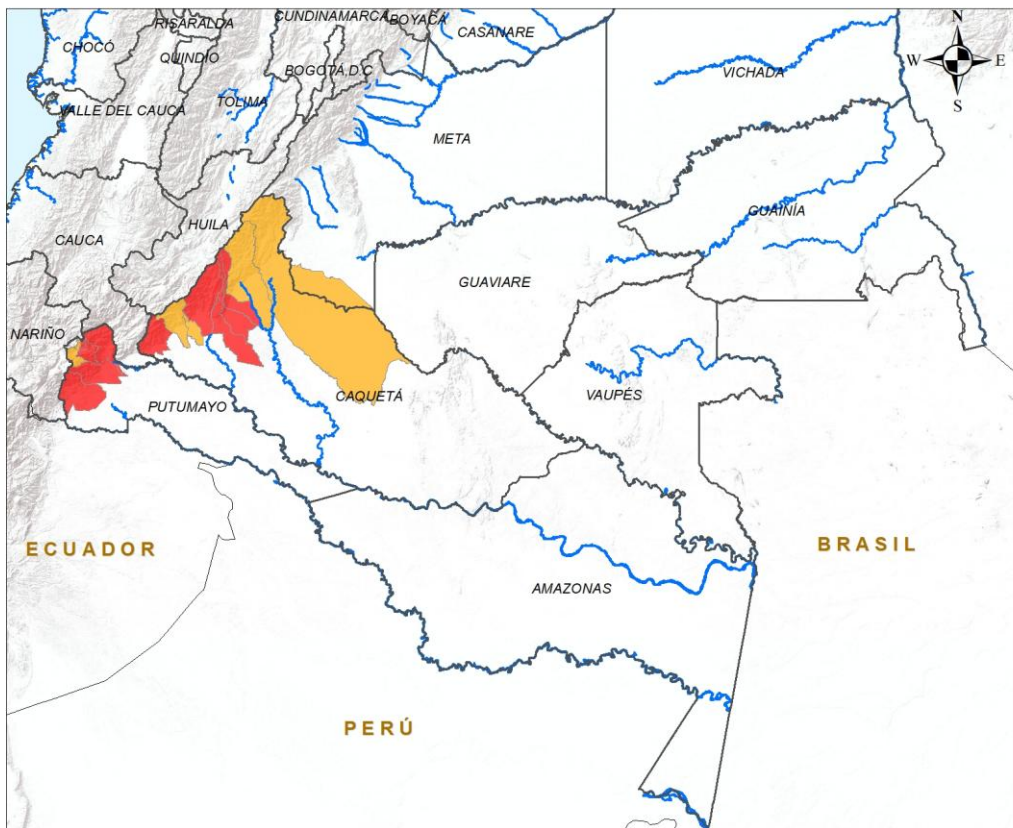 CUNDINAMARCA
BOYACÁ
RISARALDA
CASANARE
N
CHOCÓ
QUINDIO
BOGOTÁ,D.C
VICHADA
W
E
S
VALLE DEL CAUCA
TOLIMA
META
HUILA
GUAINÍA
CAUCA
GUAVIARE
NARIÑO
PUTUMAYO
CAQUETÁ
VAUPÉS
ECUADOR
BRASIL
AMAZONAS
PERÚ